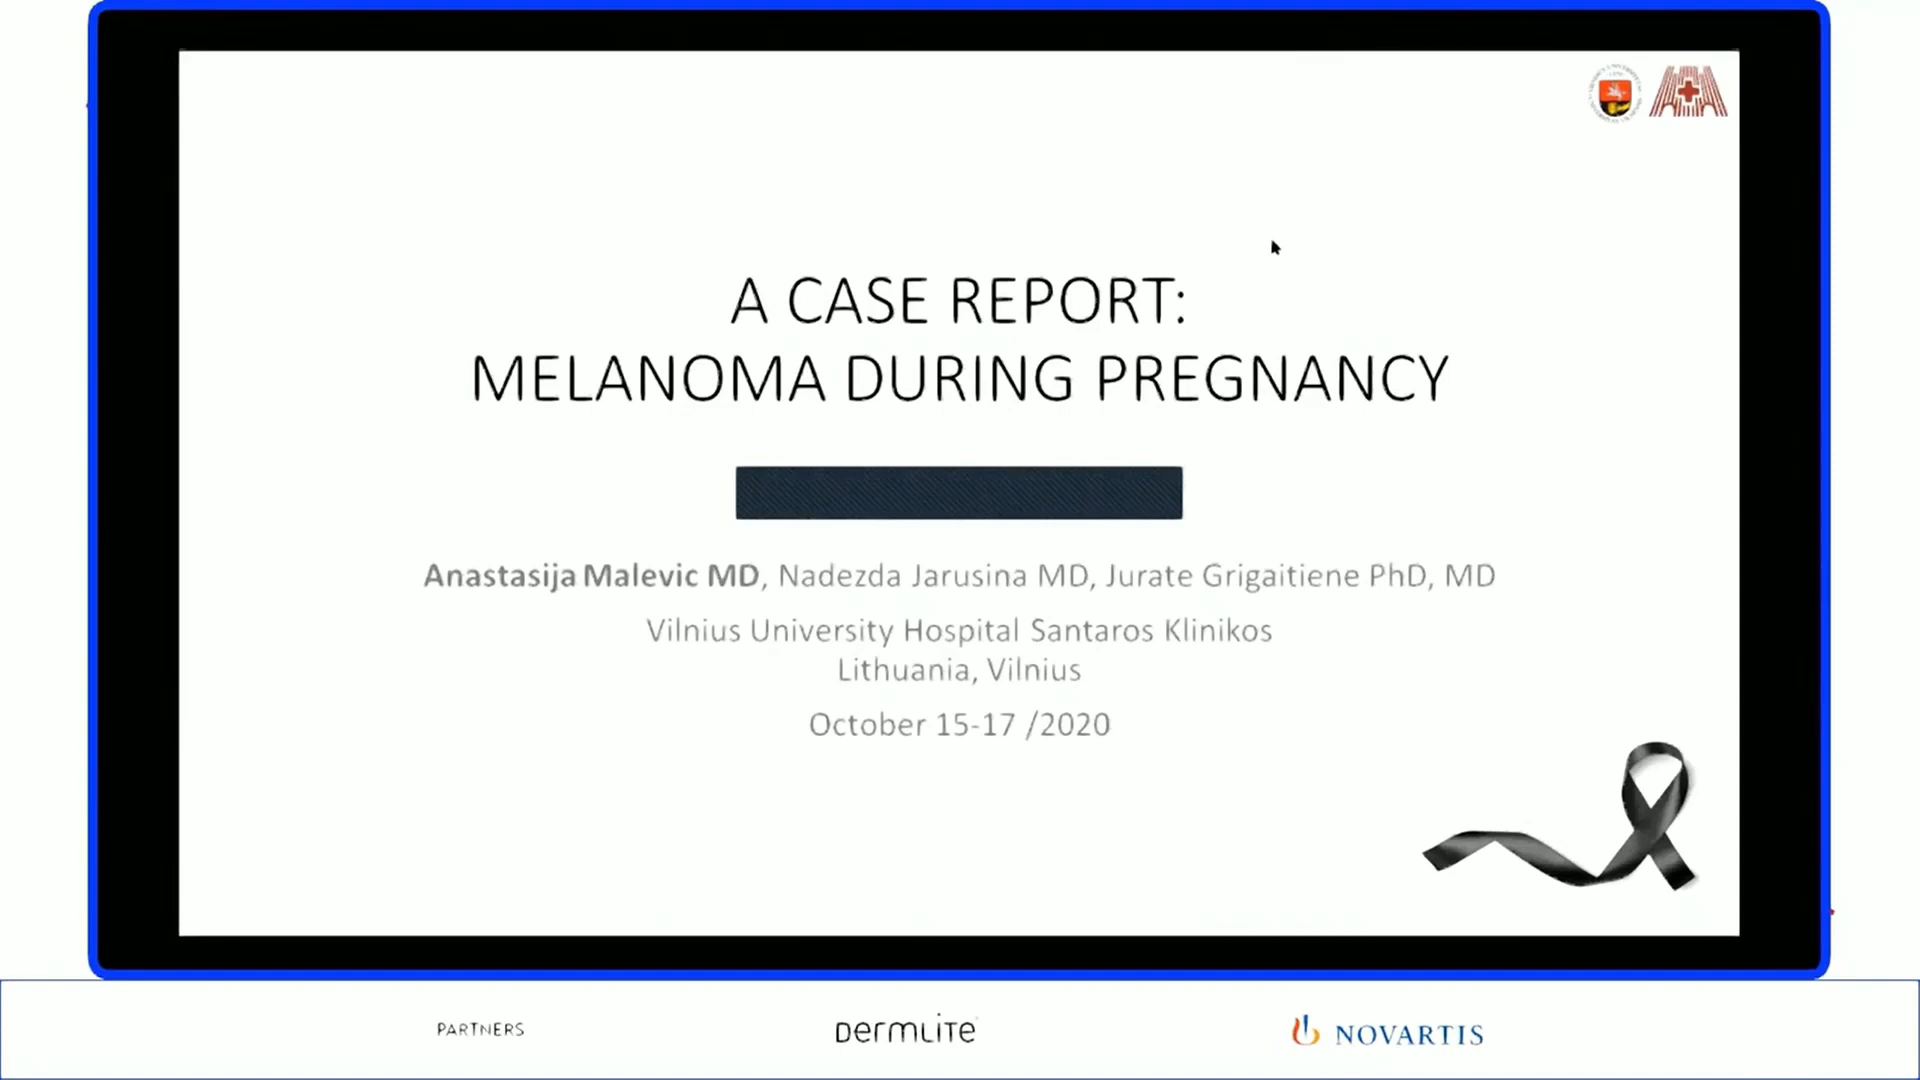 A CASE REPORT:
MELANOMA DURING PREGNANCY
Anastasija Malevic MD, Nadezda Jarusina MD, Jurate Grigaitiene PhD, MD
Vilnius University Hospital Santaros Klinikos
Lithuania, Vilnius
October 15-17 /2020
PARTNERS
DERMLITE
NOVARTIS